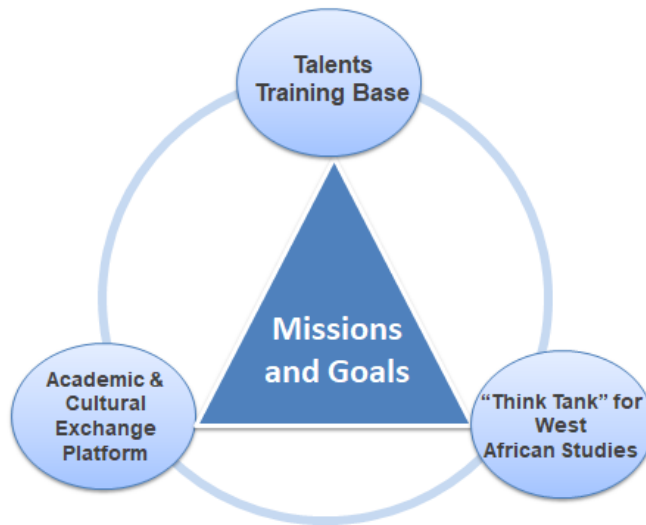 Talents
Training Base
Missions
and Goals
Academic &
Cultural
Exchange
Platform
“Think Tank” for
West
African Studies